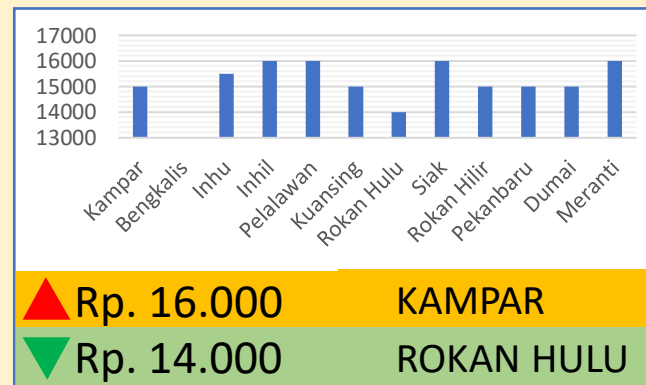 17000
16000
15000
14000
13000
Kampar
Bengkalis
Inhu
Inhil
Pelalawan
Kuansing
Rokan Hulu
Siak
Rokan Hilir
Pekanbaru
Dumai
Meranti
Rp. 16.000 KAMPAR
Rp. 14.000 ROKAN HULU